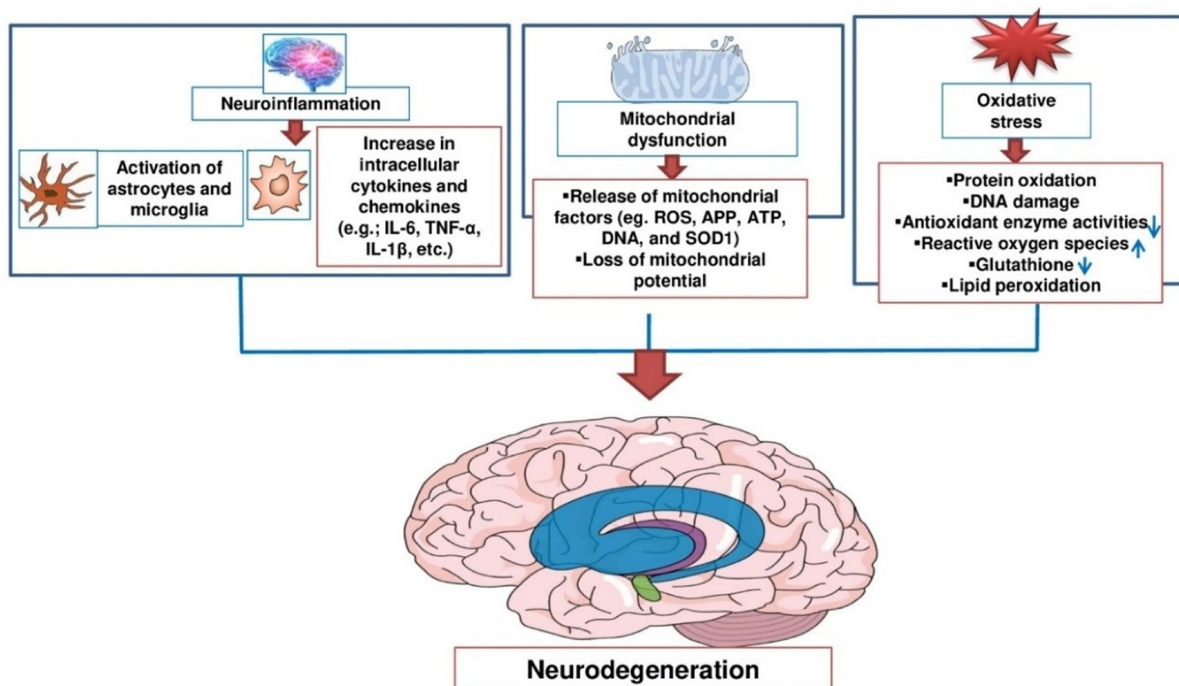 Neuroinflammation
Activation of
astrocytes and
microglia
Increase in
intracellular
cytokines and
chemokines
(e.g.; IL-6, TNF-α,
IL-1β, etc.)
Mitochondrial
dysfunction
▪Release of mitochondrial
factors (eg. ROS, APP, ATP,
DNA, and SOD1)
▪Loss of mitochondrial
potential
Oxidative
stress
▪Protein oxidation
▪DNA damage
▪Antioxidant enzyme activities↓
▪Reactive oxygen species ↑
▪Glutathione↓
▪Lipid peroxidation
Neurodegeneration